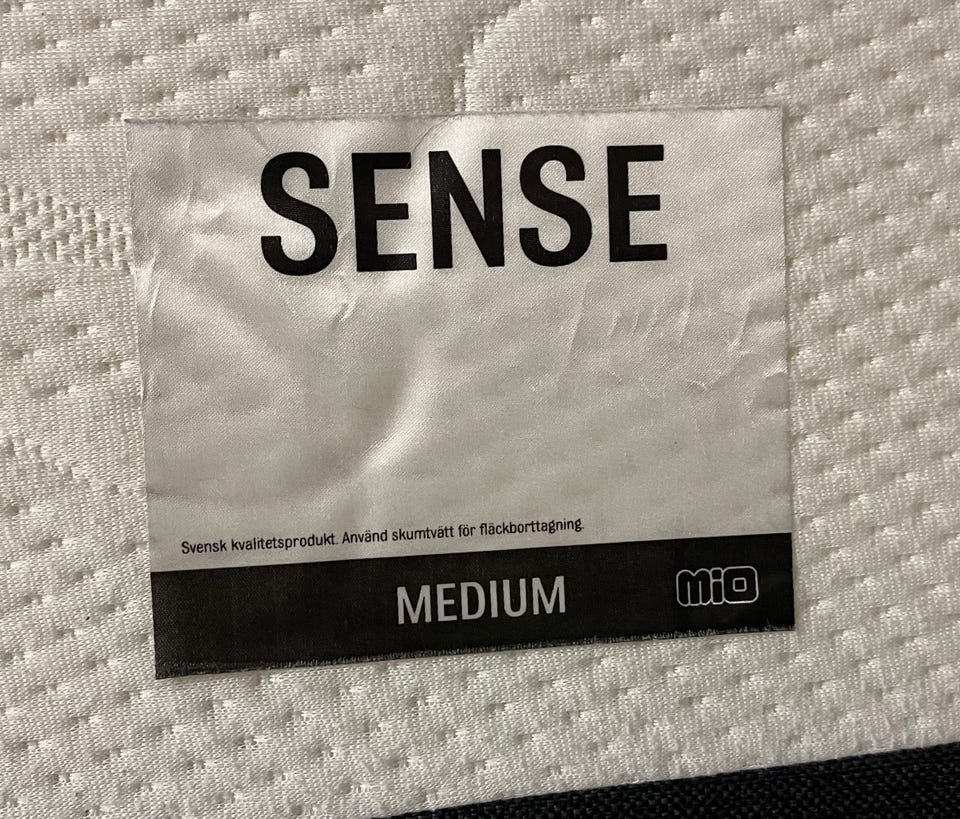 SENSE
Svensk kvalitetsprodukt. Använd skumtvätt för fläckborttagning.
MEDIUM
MiO